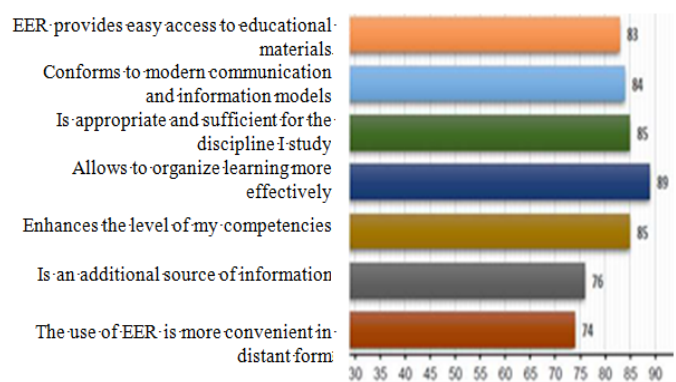 EER provides easy access to educational
materials
83
Conforms to modern communication
and information models
84
Is appropriate and sufficient for the
discipline I study
85
Allows to organize learning more
effectively
89
Enhances the level of my competencies
85
Is an additional source of information
76
The use of EER is more convenient in
distant form
74
30 35 40 45 50 55 60 65 70 75 80 85 90